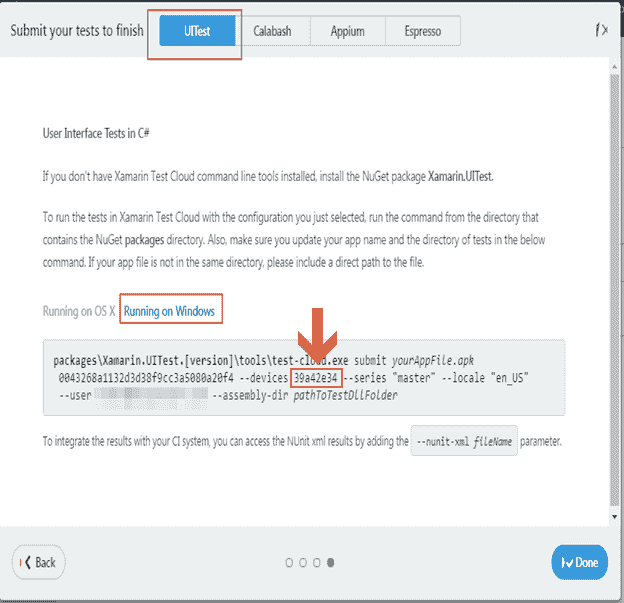 Submit your tests to finish UITest Calabash Appium Espresso
User Interface Tests in C#
If you don't have Xamarin Test Cloud command line tools installed, install the NuGet package Xamarin.UITest.
To run the tests in Xamarin Test Cloud with the configuration you just selected, run the command from the directory that
contains the NuGet packages directory. Also, make sure you update your app name and the directory of tests in the below
command. If your app file is not in the same directory, please include a direct path to the file.
Running on OS X Running on Windows
packages\Xamarin.UITest.[version]\tools\test-cloud.exe submit yourAppFile.apk
0043268a1132d3d38f9cc3a5080a20f4 --devices 39a42e34 --series "master" --locale "en_US"
--user --assembly-dir pathToTestDllFolder
To integrate the results with your CI system, you can access the NUnit xml results by adding the --nunit-xml fileName parameter.
Back Done